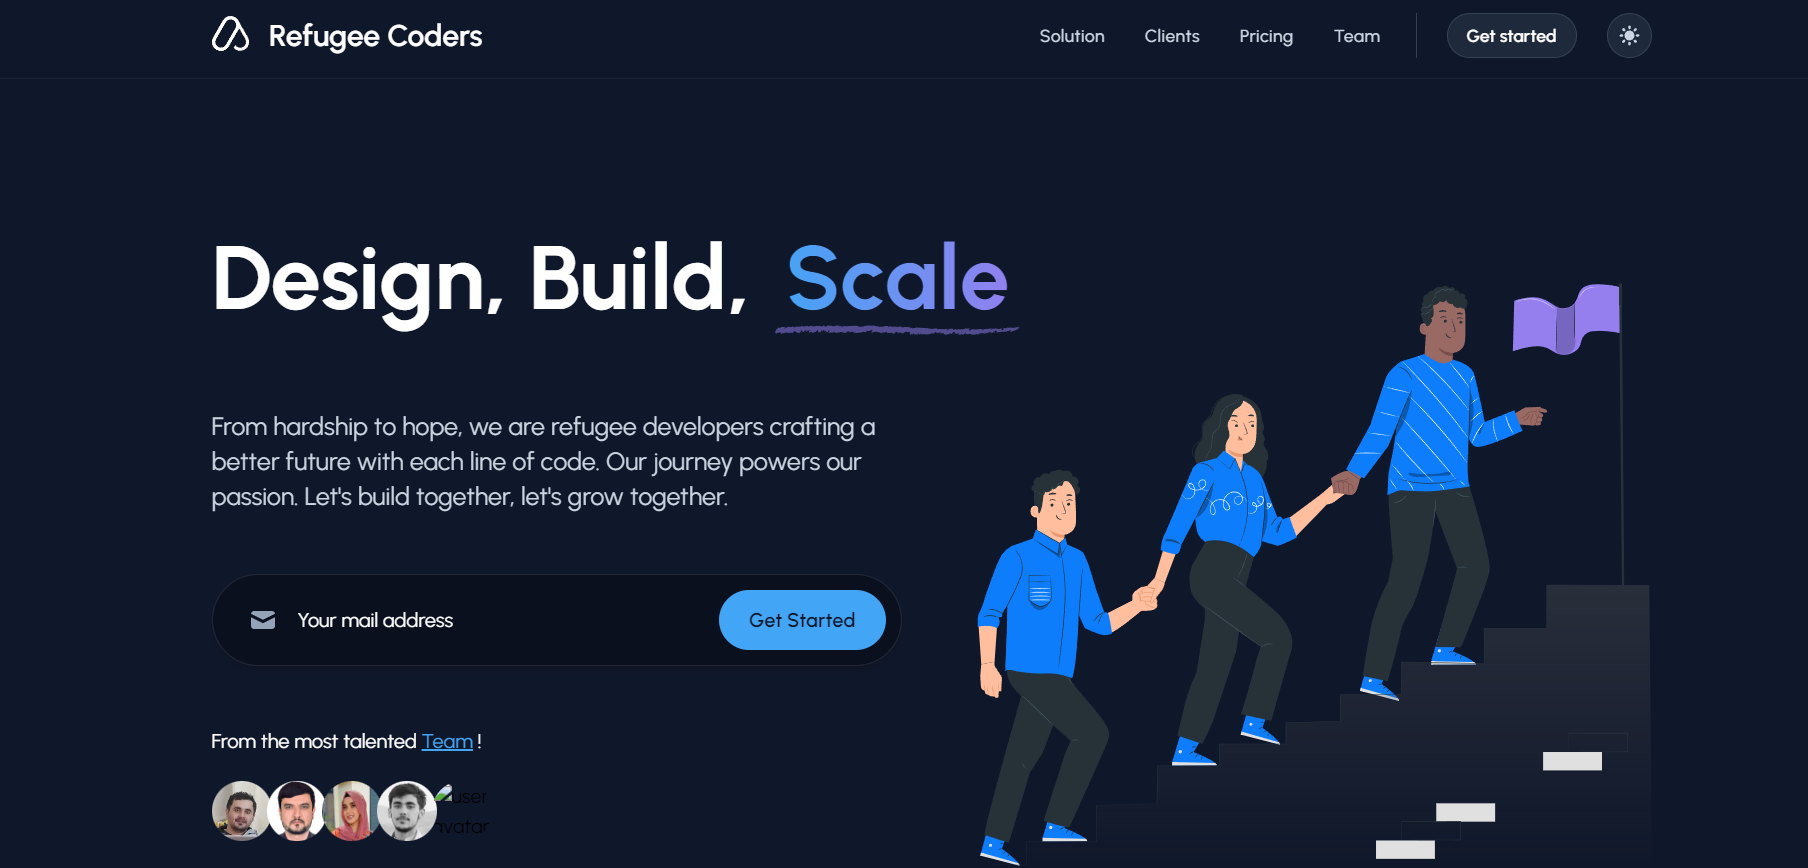 Refugee Coders
Solution Clients Pricing Team Get started
Design, Build, Scale
From hardship to hope, we are refugee developers crafting a
better future with each line of code. Our journey powers our
passion. Let's build together, let's grow together.
Your mail address Get Started
From the most talented Team !
user
avatar